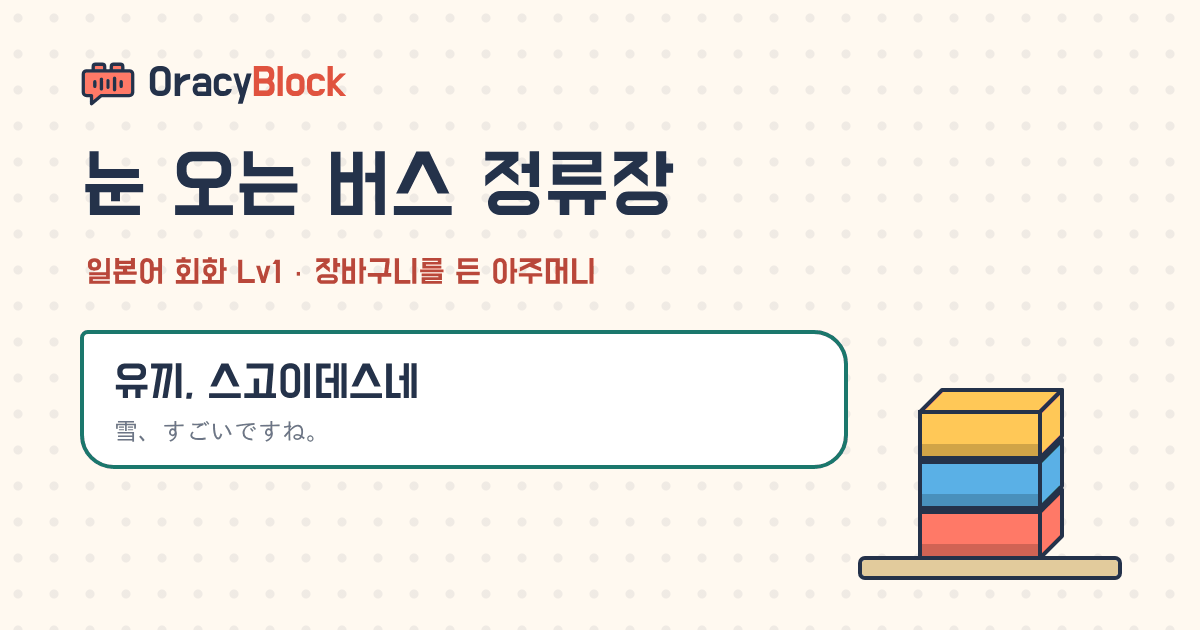 OracyBlock
눈 오는 버스 정류장
일본어 회화 Lv1 · 장바구니를 든 아주머니
유끼, 스고이데스네
雪、すごいですね。